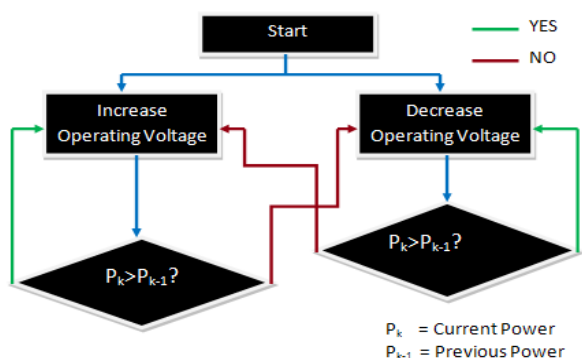 Start
YES
NO
Increase
Operating Voltage
Decrease
Operating Voltage
Pk>Pk-1?
Pk>Pk-1?
Pk = Current Power
Pk-1 = Previous Power